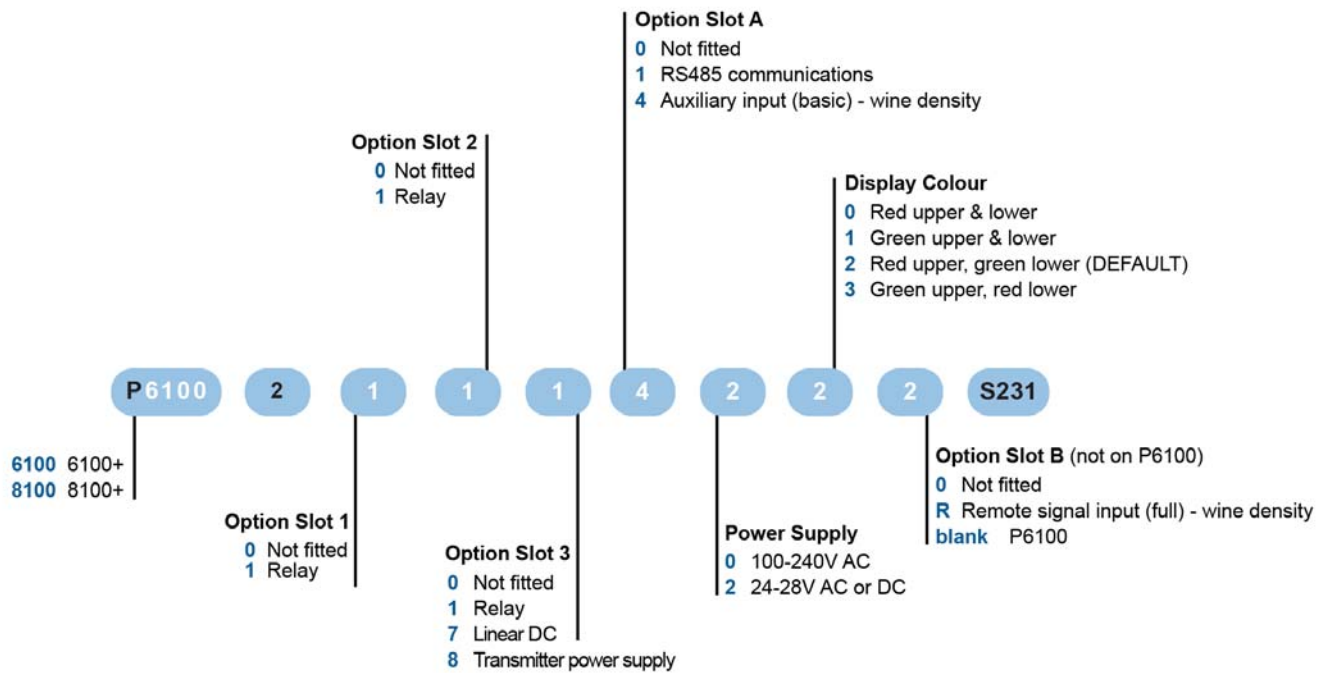 Option Slot A
0 Not fitted
1 RS485 communications
4 Auxiliary input (basic) - wine density
Option Slot 2
0 Not fitted
1 Relay
Display Colour
0 Red upper & lower
1 Green upper & lower
2 Red upper, green lower (DEFAULT)
3 Green upper, red lower
P6100 2 1 1 1 4 2 2 2 S231
6100 6100+
8100 8100+
Option Slot 1
0 Not fitted
1 Relay
Option Slot 3
0 Not fitted
1 Relay
7 Linear DC
8 Transmitter power supply
Power Supply
0 100-240V AC
2 24-28V AC or DC
Option Slot B (not on P6100)
0 Not fitted
R Remote signal input (full) - wine density
blank P6100